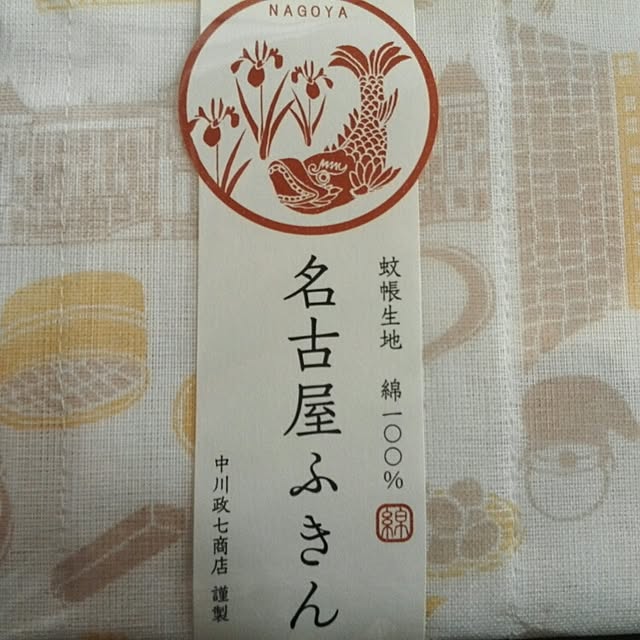 NAGOYA
蚊帳生地 綿一〇〇%
綿
名古屋ふきん
中川政七商店 謹製